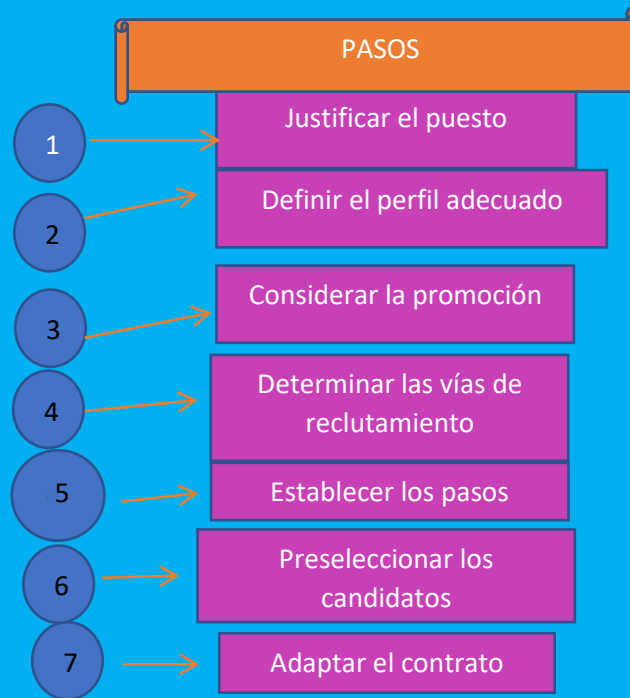 PASOS
1
Justificar el puesto
2
Definir el perfil adecuado
3
Considerar la promoción
4
Determinar las vías de
reclutamiento
5
Establecer los pasos
6
Preseleccionar los
candidatos
7
Adaptar el contrato